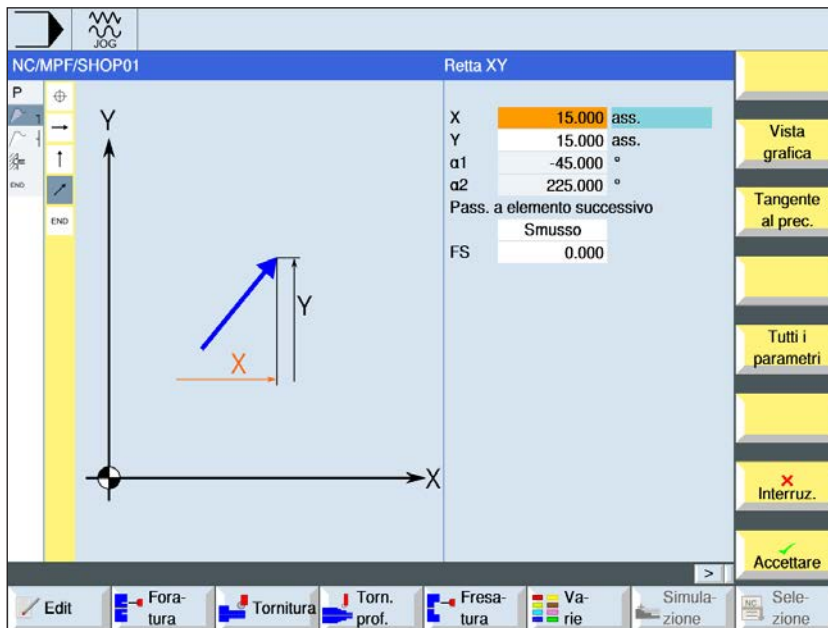 JOG
NC/MPF/SHOP01
Retta XY
P
END
END
Y
Y
X
X
X 15.000 ass.
Y 15.000 ass.
α1 -45.000 °
α2 225.000 °
Pass. a elemento successivo
Smusso
FS 0.000
Vista
grafica
Tangente
al prec.
Tutti i
parametri
Interruz.
Accettare
>
Edit
Fora-
tura
Tornitura
Torn.
prof.
Fresa-
tura
Va-
rie
Simula-
zione
NC
Sele-
zione